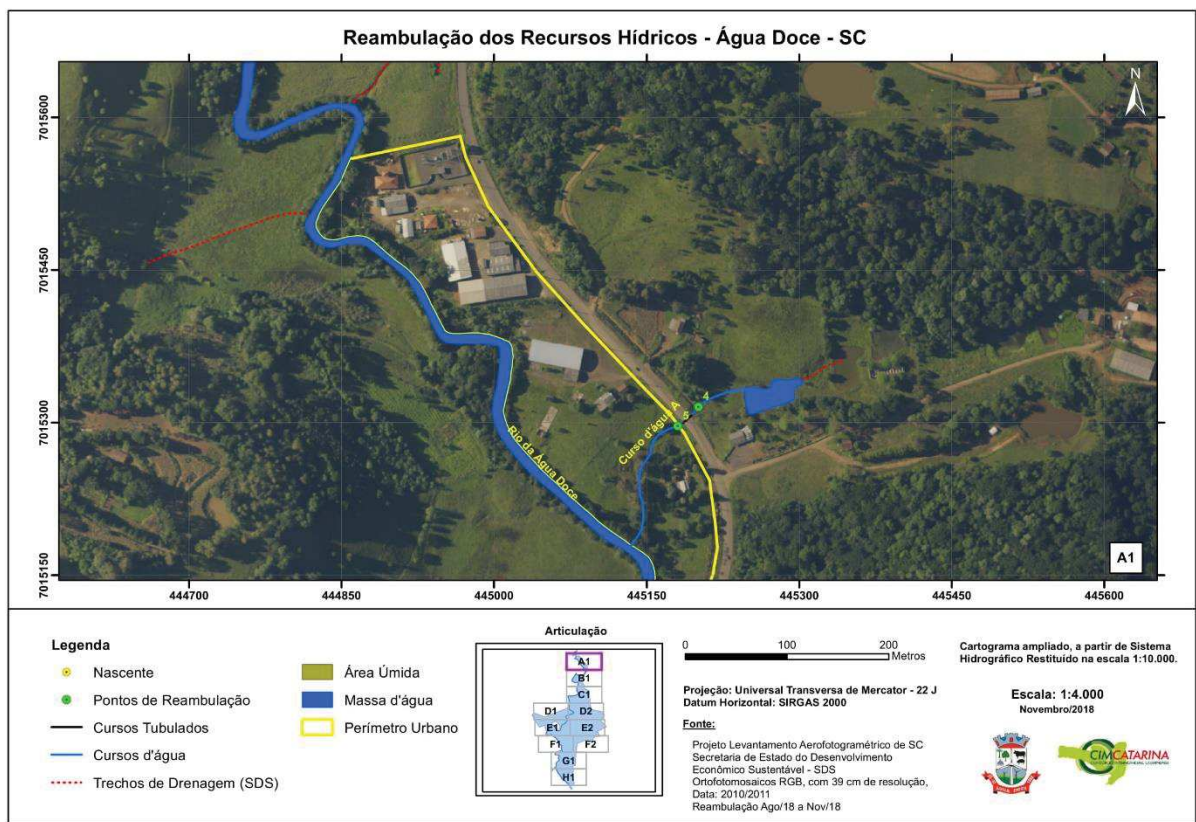 Reambulação dos Recursos Hídricos - Água Doce - SC
N
7015600
7015450
7015300
7015150
4
5
Curso d'água A
Rio da Água Doce
A1
444700
444850
445000
445150
445300
445450
445600
Legenda
Nascente
Pontos de Reambulação
Cursos Tubulados
Cursos d'água
Trechos de Drenagem (SDS)
Área Úmida
Massa d'água
Perímetro Urbano
Articulação
A1
B1
C1
D1 D2
E1 E2
F1 F2
G1
H1
0 100 200
Metros
Projeção: Universal Transversa de Mercator - 22 J
Datum Horizontal: SIRGAS 2000
Fonte:
Projeto Levantamento Aerofotogramétrico de SC
Secretaria de Estado do Desenvolvimento
Econômico Sustentável - SDS
Ortofotomosaicos RGB, com 39 cm de resolução,
Data: 2010/2011
Reambulação Ago/18 a Nov/18
Cartograma ampliado, a partir de Sistema
Hidrográfico Restituído na escala 1:10.000.
Escala: 1:4.000
Novembro/2018
CIMCATARINA